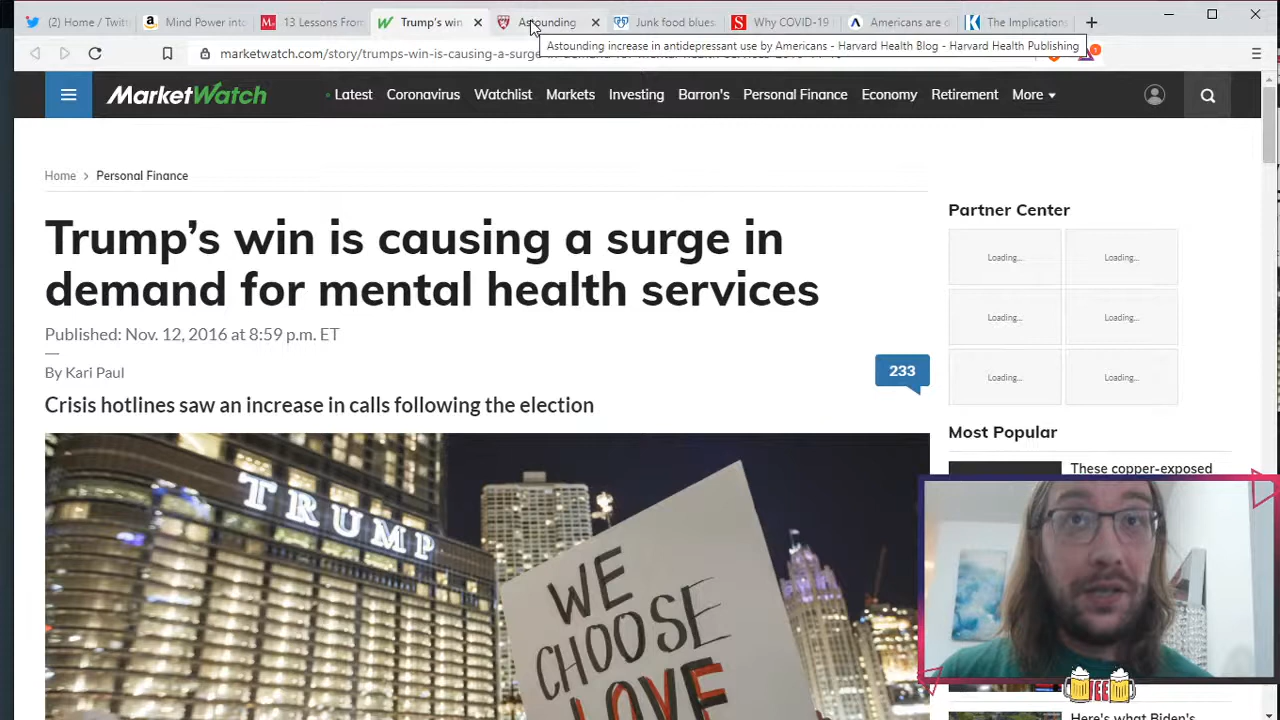 (2) Home / Twitt
Mind Power into
13 Lessons From
Trump's win
Astounding
Junk food blues
Why COVID-19
Americans are d
The Implications
Astounding increase in antidepressant use by Americans - Harvard Health Blog - Harvard Health Publishing
marketwatch.com/story/trump-win-is-causing-a-surge
1
MarketWatch
Latest
Coronavirus
Watchlist
Markets
Investing
Barron's
Personal Finance
Economy
Retirement
More
Home > Personal Finance
Trump's win is causing a surge in
demand for mental health services
Published: Nov. 12, 2016 at 8:59 p.m. ET
By Kari Paul
233
Crisis hotlines saw an increase in calls following the election
TRUMP
WE
CHOOSE
LOVE
Partner Center
Loading...
Loading...
Loading...
Loading...
Loading...
Loading...
Most Popular
These copper-exposed
Here's what Biden's